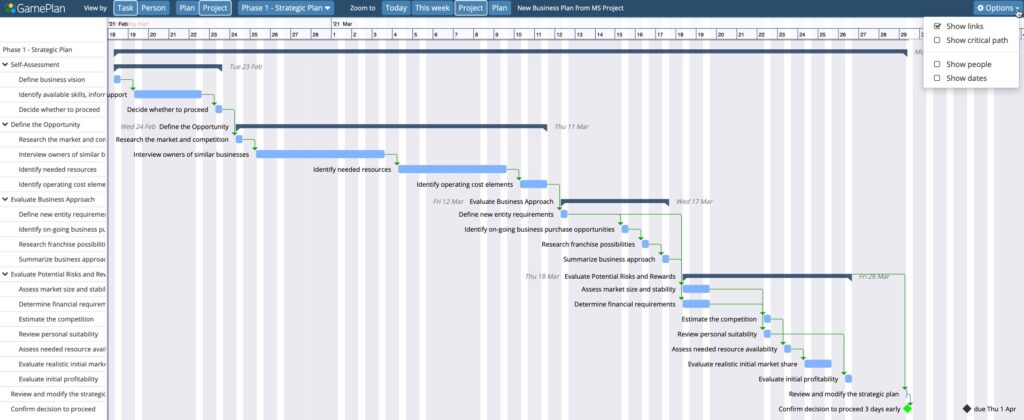 GamePlan View by Task Person Plan Project Phase 1 - Strategic Plan Zoom to Today This week Project Plan New Business Plan from MS Project Options
'21 Feb '21 Mar
18 19 20 21 22 23 24 25 26 27 28 1 2 3 4 5 6 7 8 9 10 11 12 13 14 15 16 17 18 19 20 21 22 23 24 25 26 27 28 29
Show links
Show critical path
Show people
Show dates
Phase 1 - Strategic Plan
Self-Assessment Tue 23 Feb
Define business vision
Identify available skills, inform upport
Decide whether to proceed Decide whether to proceed
Define the Opportunity Wed 24 Feb Define the Opportunity Thu 11 Mar
Research the market and con Research the market and competition
Interview owners of similar b Interview owners of similar businesses
Identify needed resources Identify needed resources
Identify operating cost eleme Identify operating cost elements
Evaluate Business Approach Fri 12 Mar Evaluate Business Approach Wed 17 Mar
Define new entity requireme Define new entity requirements
Identify on-going business pu Identify on-going business purchase opportunities
Research franchise possibiliti Research franchise possibilities
Summarize business approac Summarize business approach
Evaluate Potential Risks and Rew Thu 18 Mar Evaluate Potential Risks and Rewards Fri 26 Mar
Assess market size and stabil Assess market size and stability
Determine financial requirem Determine financial requirements
Estimate the competition Estimate the competition
Review personal suitability Review personal suitability
Assess needed resource avail Assess needed resource availability
Evaluate realistic initial marke Evaluate realistic initial market share
Evaluate initial profitability Evaluate initial profitability
Review and modify the strategic Review and modify the strategic plan
Confirm decision to proceed Confirm decision to proceed 3 days early due Thu 1 Apr